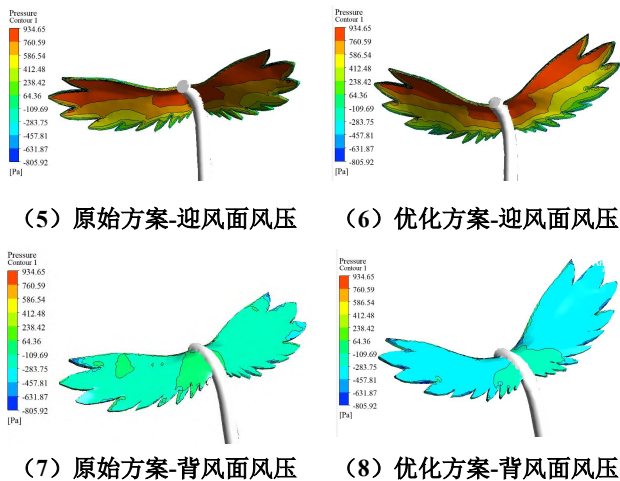 Pressure
Contour 1
934.65
760.59
586.54
412.48
238.42
64.36
-109.69
-283.75
-457.81
-631.87
-805.92
[Pa]
Pressure
Contour 1
934.65
760.59
586.54
412.48
238.42
64.36
-109.69
-283.75
-457.81
-631.87
-805.92
[Pa]
（5）原始方案-迎风面风压
（6）优化方案-迎风面风压
Pressure
Contour 1
934.65
760.59
586.54
412.48
238.42
64.36
-109.69
-283.75
-457.81
-631.87
-805.92
[Pa]
Pressure
Contour 1
934.65
760.59
586.54
412.48
238.42
64.36
-109.69
-283.75
-457.81
-631.87
-805.92
[Pa]
（7）原始方案-背风面风压
（8）优化方案-背风面风压